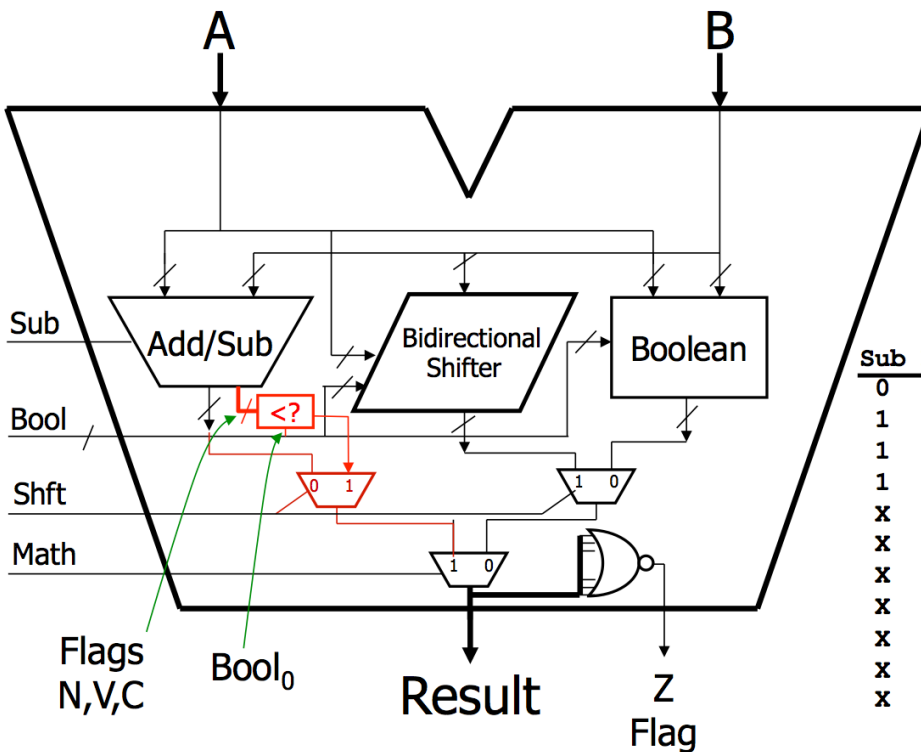 A
B
Sub
Add/Sub
Bidirectional
Shifter
Boolean
Bool
<?
0 1
1 0
Shft
Math
1 0
Flags
N,V,C
Bool0
Result
Z
Flag
Sub
0
1
1
1
x
x
x
x
x
x
x